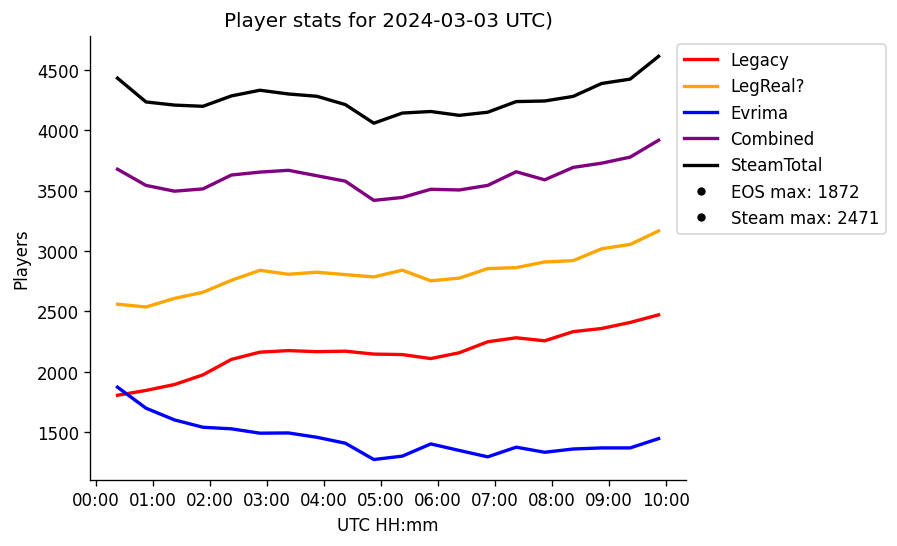 Player stats for 2024-03-03 UTC)
Legacy
LegReal?
Evrima
Combined
SteamTotal
EOS max: 1872
Steam max: 2471
Players
4500
4000
3500
3000
2500
2000
1500
00:00 01:00 02:00 03:00 04:00 05:00 06:00 07:00 08:00 09:00 10:00
UTC HH:mm